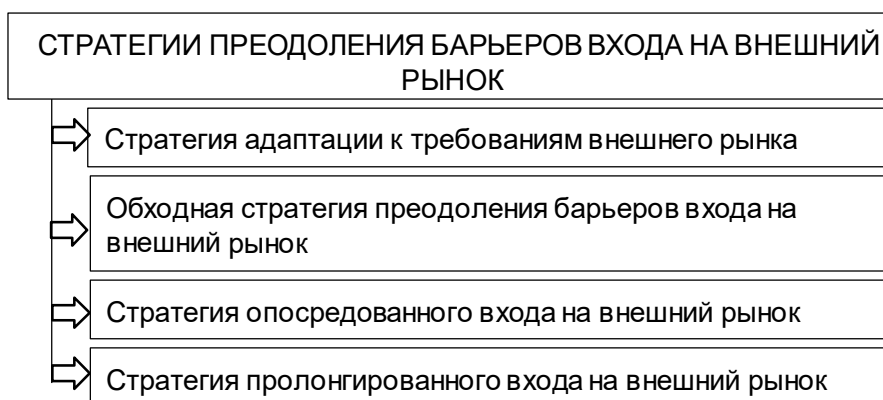 СТРАТЕГИИ ПРЕОДОЛЕНИЯ БАРЬЕРОВ ВХОДА НА ВНЕШНИЙ
РЫНОК
Стратегия адаптации к требованиям внешнего рынка
Обходная стратегия преодоления барьеров входа на
внешний рынок
Стратегия опосредованного входа на внешний рынок
Стратегия пролонгированного входа на внешний рынок